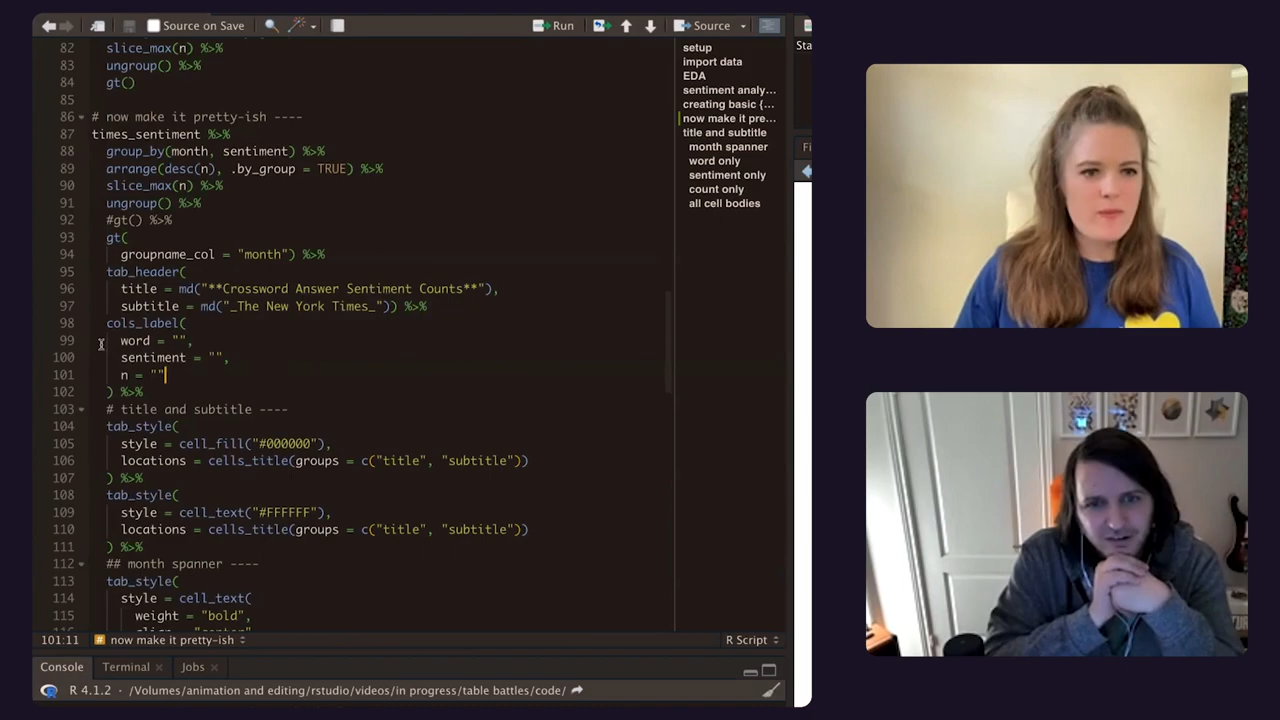 Source on Save
Run
Source
82 slice_max(n) %>%
83 ungroup() %>%
84 gt()
85
86 # now make it pretty-ish ----
87 times_sentiment %>%
88 group_by(month, sentiment) %>%
89 arrange(desc(n), .by_group = TRUE) %>%
90 slice_max(n) %>%
91 ungroup() %>%
92 #gt() %>%
93 gt(
94 groupname_col = "month") %>%
95 tab_header(
96 title = md("**Crossword Answer Sentiment Counts**"),
97 subtitle = md("_The New York Times_")) %>%
98 cols_label(
99 word = "",
100 sentiment = "",
101 n = ""
102 ) %>%
103 # title and subtitle ----
104 tab_style(
105 style = cell_fill("#000000"),
106 locations = cells_title(groups = c("title", "subtitle"))
107 ) %>%
108 tab_style(
109 style = cell_text("#FFFFFF"),
110 locations = cells_title(groups = c("title", "subtitle"))
111 ) %>%
112 ## month spanner ----
113 tab_style(
114 style = cell_text(
115 weight = "bold",
setup
import data
EDA
sentiment analy...
creating basic {...
now make it pre...
title and subtitle
month spanner
word only
sentiment only
count only
all cell bodies
Sta
Fi
101:11 # now make it pretty-ish R Script
Console Terminal Jobs
R 4.1.2 · /Volumes/animation and editing/rstudio/videos/in progress/table battles/code/